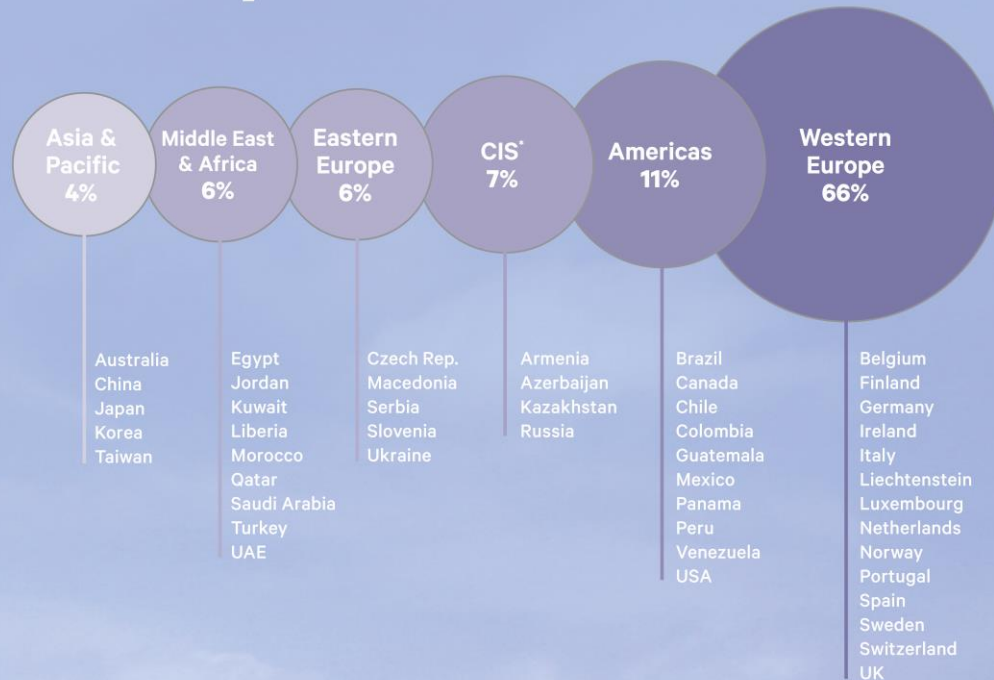 Asia &
Pacific
4%
Middle East
& Africa
6%
Eastern
Europe
6%
CIS*
7%
Americas
11%
Western
Europe
66%
Australia
China
Japan
Korea
Taiwan
Egypt
Jordan
Kuwait
Liberia
Morocco
Qatar
Saudi Arabia
Turkey
UAE
Czech Rep.
Macedonia
Serbia
Slovenia
Ukraine
Armenia
Azerbaijan
Kazakhstan
Russia
Brazil
Canada
Chile
Colombia
Guatemala
Mexico
Panama
Peru
Venezuela
USA
Belgium
Finland
Germany
Ireland
Italy
Liechtenstein
Luxembourg
Netherlands
Norway
Portugal
Spain
Sweden
Switzerland
UK